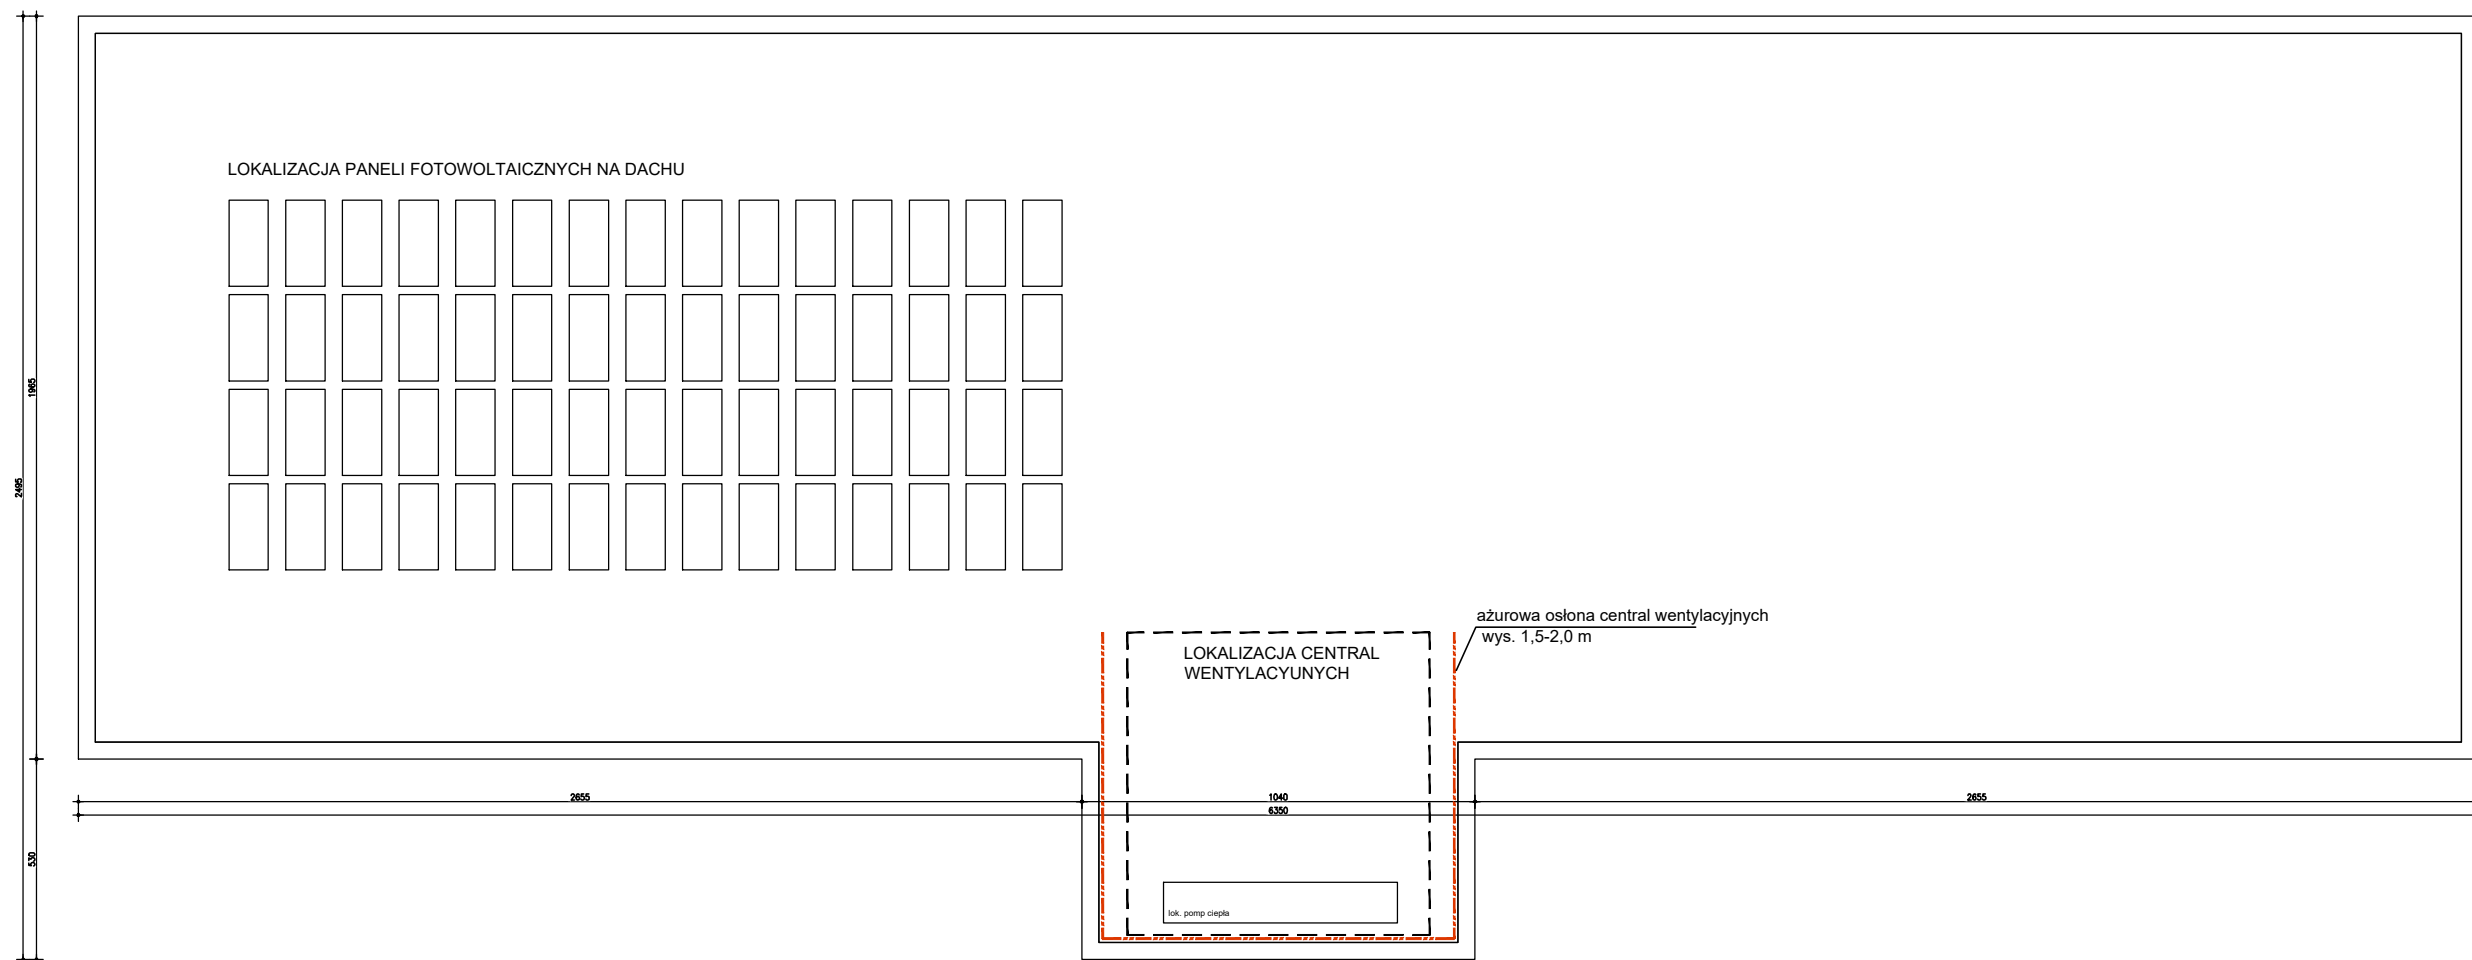 LOKALIZACJA PANELI FOTOWOLTAICZNYCH NA DACHU
1965
2495
ażurowa osłona central wentylacyjnych
wys. 1,5-2,0 m
LOKALIZACJA CENTRAL
WENTYLACYUNYCH
2655
1040
2655
6350
530
lok. pomp ciepła